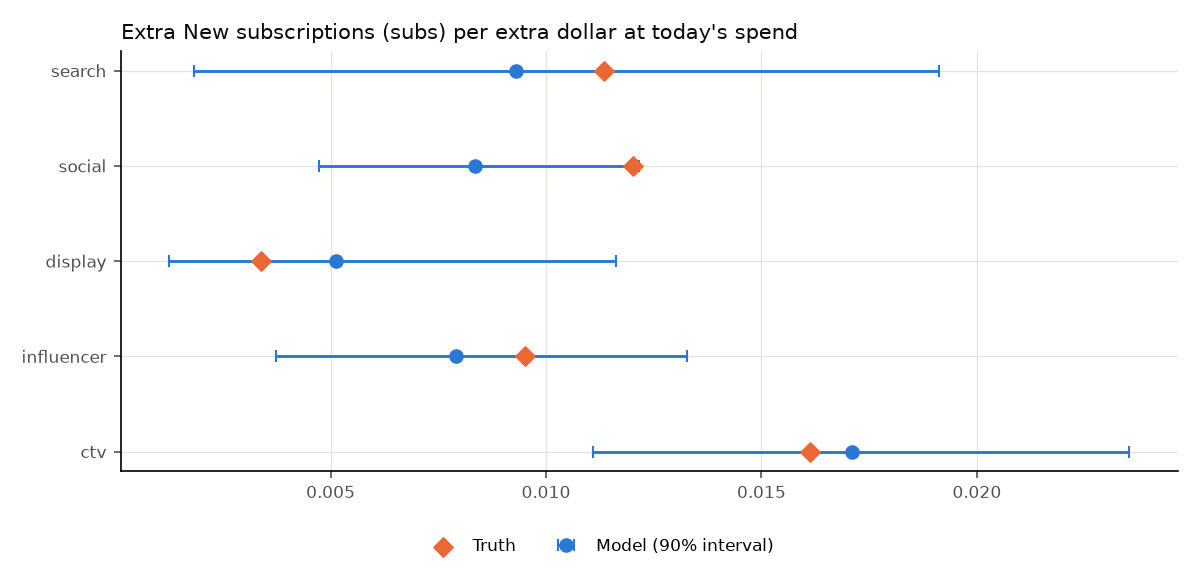 Extra New subscriptions (subs) per extra dollar at today's spend
search
social
display
influencer
ctv
0.005 0.010 0.015 0.020
Truth Model (90% interval)